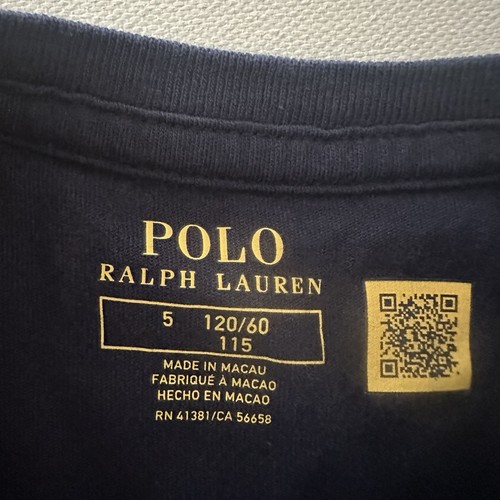 POLO
RALPH LAUREN
5 120/60
115
MADE IN MACAU
FABRIQUÉ À MACAO
HECHO EN MACAO
RN 41381/CA 56658